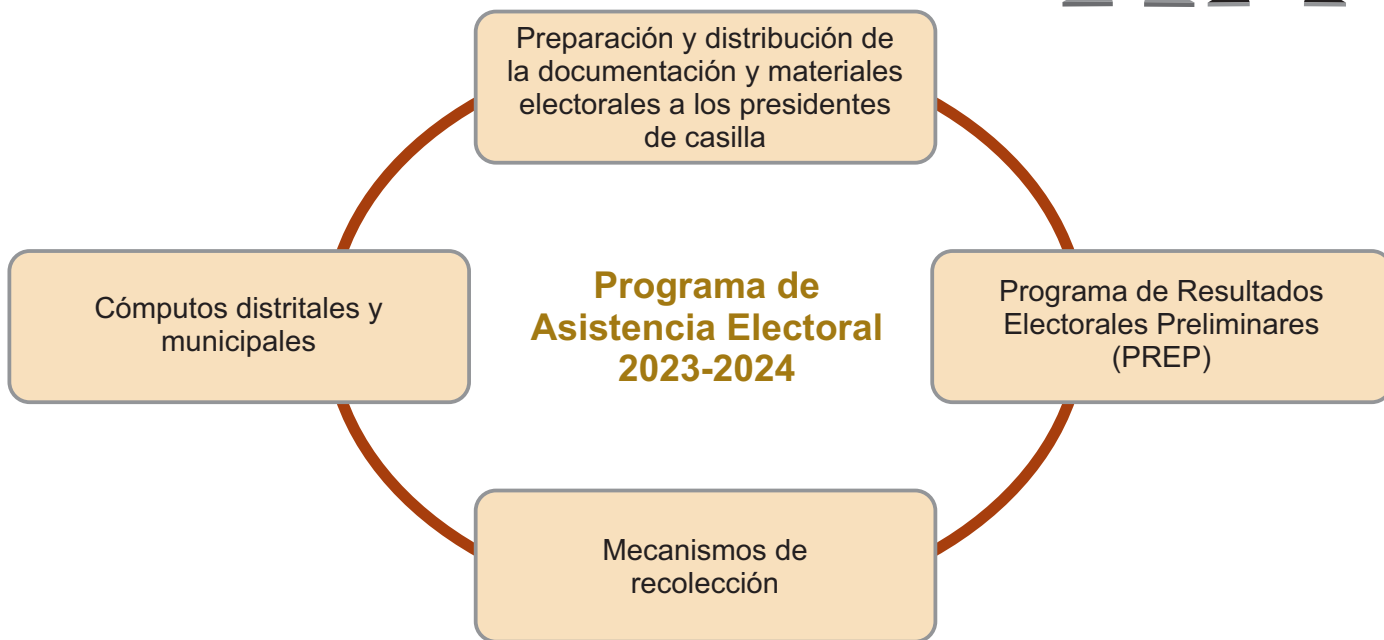 Preparación y distribución de
la documentación y materiales
electorales a los presidentes
de casilla
Cómputos distritales y
municipales
Programa de
Asistencia Electoral
2023-2024
Programa de Resultados
Electorales Preliminares
(PREP)
Mecanismos de
recolección